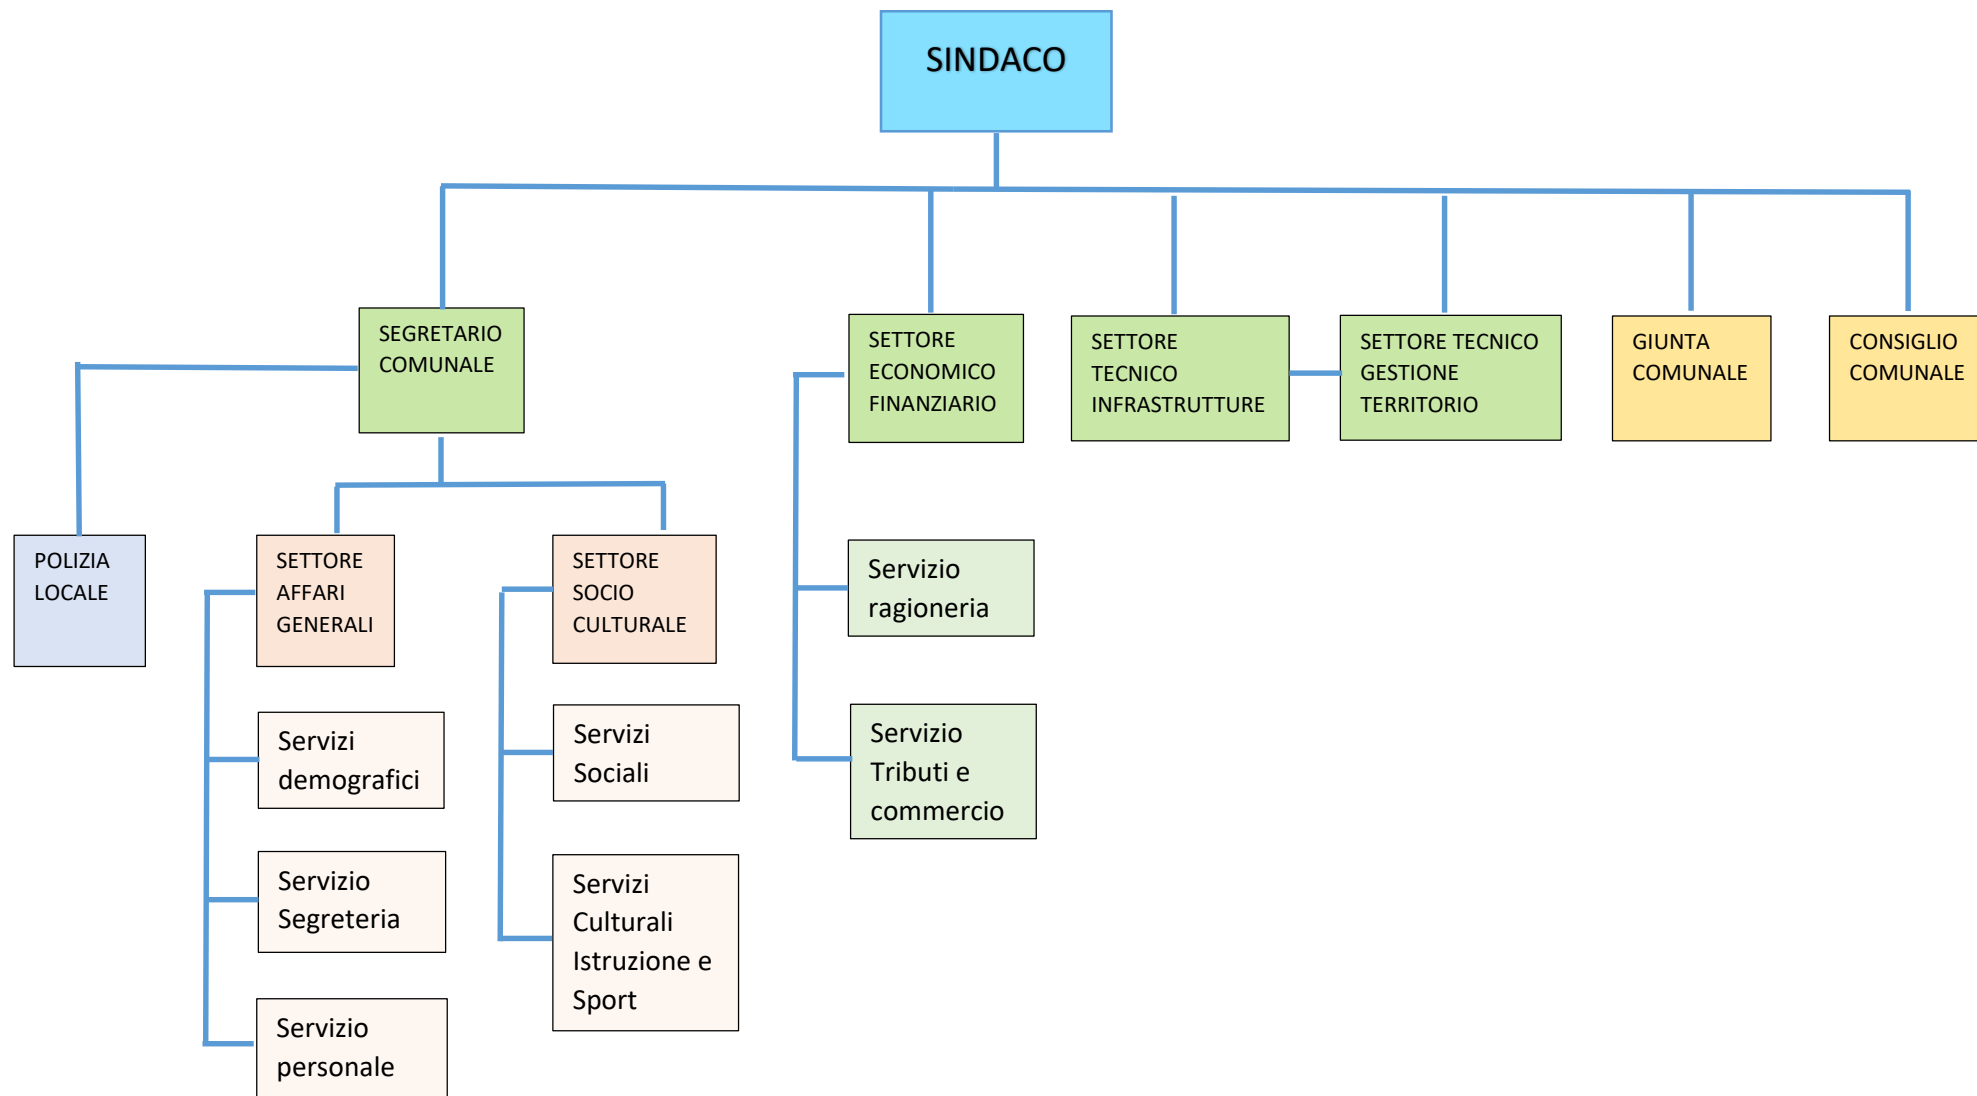 SINDACO
SEGRETARIO
COMUNALE
SETTORE
ECONOMICO
FINANZIARIO
SETTORE
TECNICO
INFRASTRUTTURE
SETTORE TECNICO
GESTIONE
TERRITORIO
GIUNTA
COMUNALE
CONSIGLIO
COMUNALE
POLIZIA
LOCALE
SETTORE
AFFARI
GENERALI
SETTORE
SOCIO
CULTURALE
Servizio
ragioneria
Servizi
demografici
Servizi
Sociali
Servizio
Tributi e
commercio
Servizio
Segreteria
Servizi
Culturali
Istruzione e
Sport
Servizio
personale